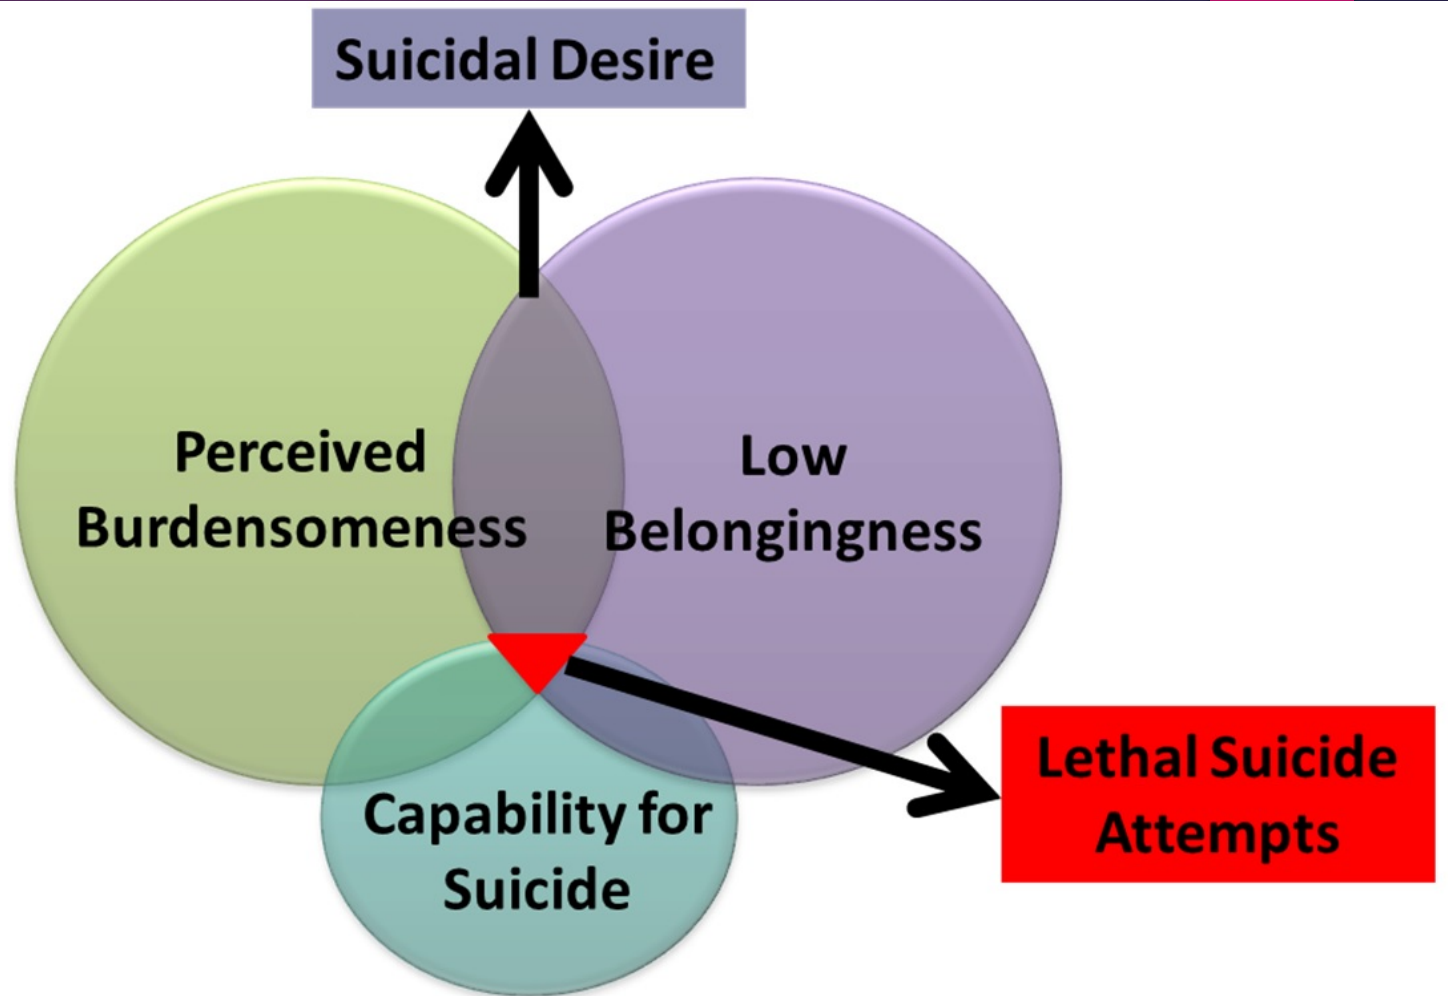 Suicidal Desire
Perceived
Burdensomeness
Low
Belongingness
Capability for
Suicide
Lethal Suicide
Attempts